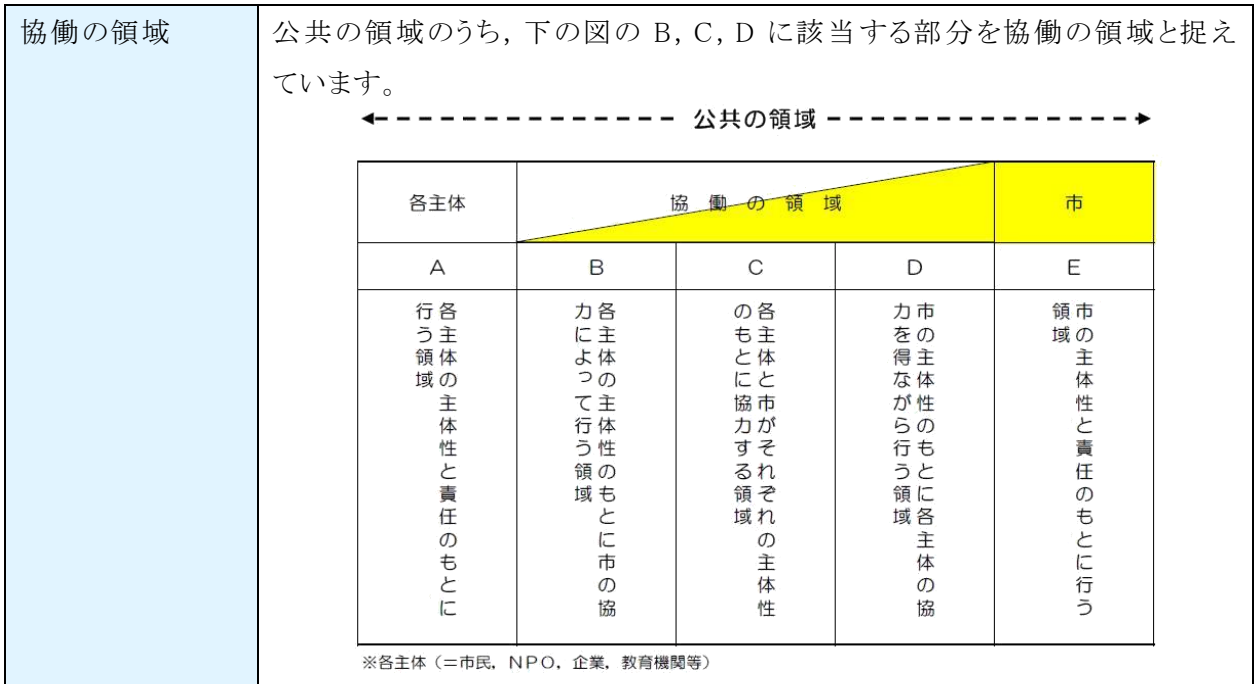 協働の領域
公共の領域のうち，下の図の B，C，D に該当する部分を協働の領域と捉え
ています。
公共の領域
各主体
協働の領域
市
A
B
C
D
E
各主体の主体性と責任のもとに
行う領域
各主体の主体性のもとに市の協
力によって行う領域
各主体と市がそれぞれの主体性
のもとに協力する領域
市の主体性のもとに各主体の協
力を得ながら行う領域
市の主体性と責任のもとに行う
領域
※各主体（＝市民，ＮＰＯ，企業，教育機関等）